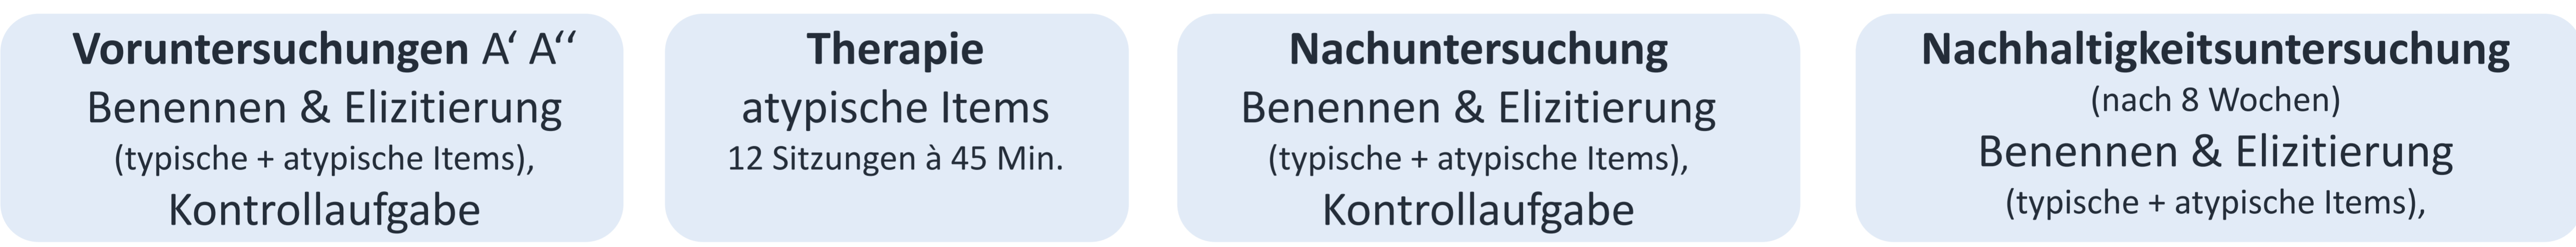 Voruntersuchungen A‘ A‘‘
Benennen & Elizitierung
(typische + atypische Items),
Kontrollaufgabe
Therapie
atypische Items
12 Sitzungen à 45 Min.
Nachuntersuchung
Benennen & Elizitierung
(typische + atypische Items),
Kontrollaufgabe
Nachhaltigkeitsuntersuchung
(nach 8 Wochen)
Benennen & Elizitierung
(typische + atypische Items),